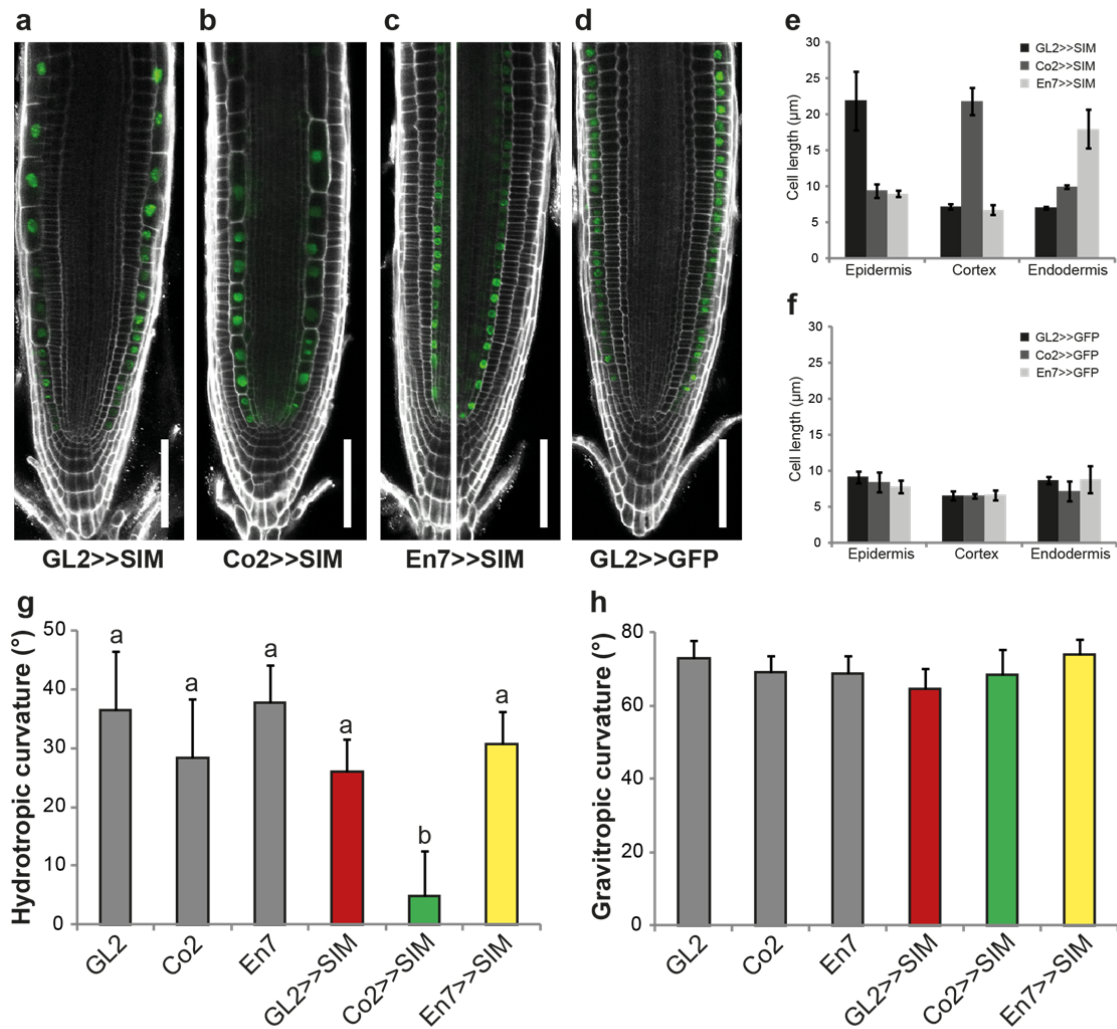 a
b
c
d
e
GL2>>SIM
Co2>>SIM
En7>>SIM
GL2>>GFP
Cell length (µm)
30
25
20
15
10
5
0
GL2>>SIM
Co2>>SIM
En7>>SIM
Epidermis
Cortex
Endodermis
f
Cell length (µm)
30
25
20
15
10
5
0
GL2>>GFP
Co2>>GFP
En7>>GFP
Epidermis
Cortex
Endodermis
g
Hydrotropic curvature (°)
50
40
30
20
10
0
a
a
a
a
b
a
GL2
Co2
En7
GL2>>SIM
Co2>>SIM
En7>>SIM
h
Gravitropic curvature (°)
80
60
40
20
0
GL2
Co2
En7
GL2>>SIM
Co2>>SIM
En7>>SIM